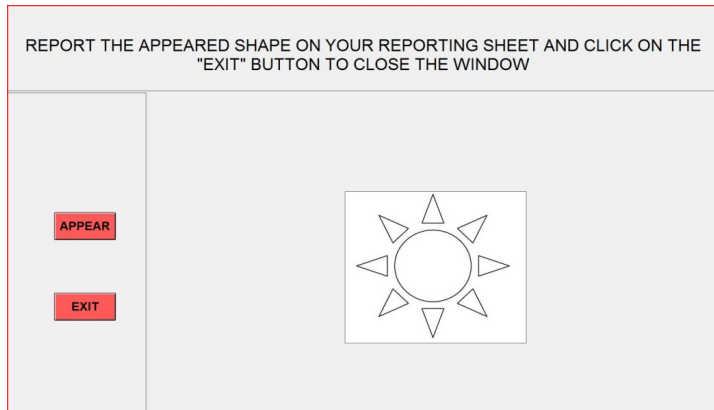 REPORT THE APPEARED SHAPE ON YOUR REPORTING SHEET AND CLICK ON THE
"EXIT" BUTTON TO CLOSE THE WINDOW
APPEAR
EXIT